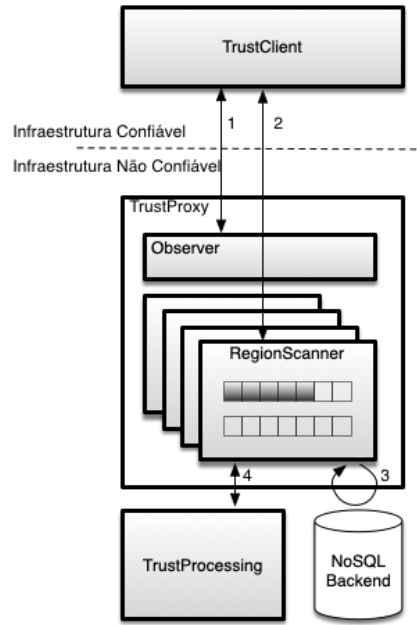 TrustClient
1
2
Infraestrutura Confiável
Infraestrutura Não Confiável
TrustProxy
Observer
RegionScanner
4
3
TrustProcessing
NoSQL
Backend